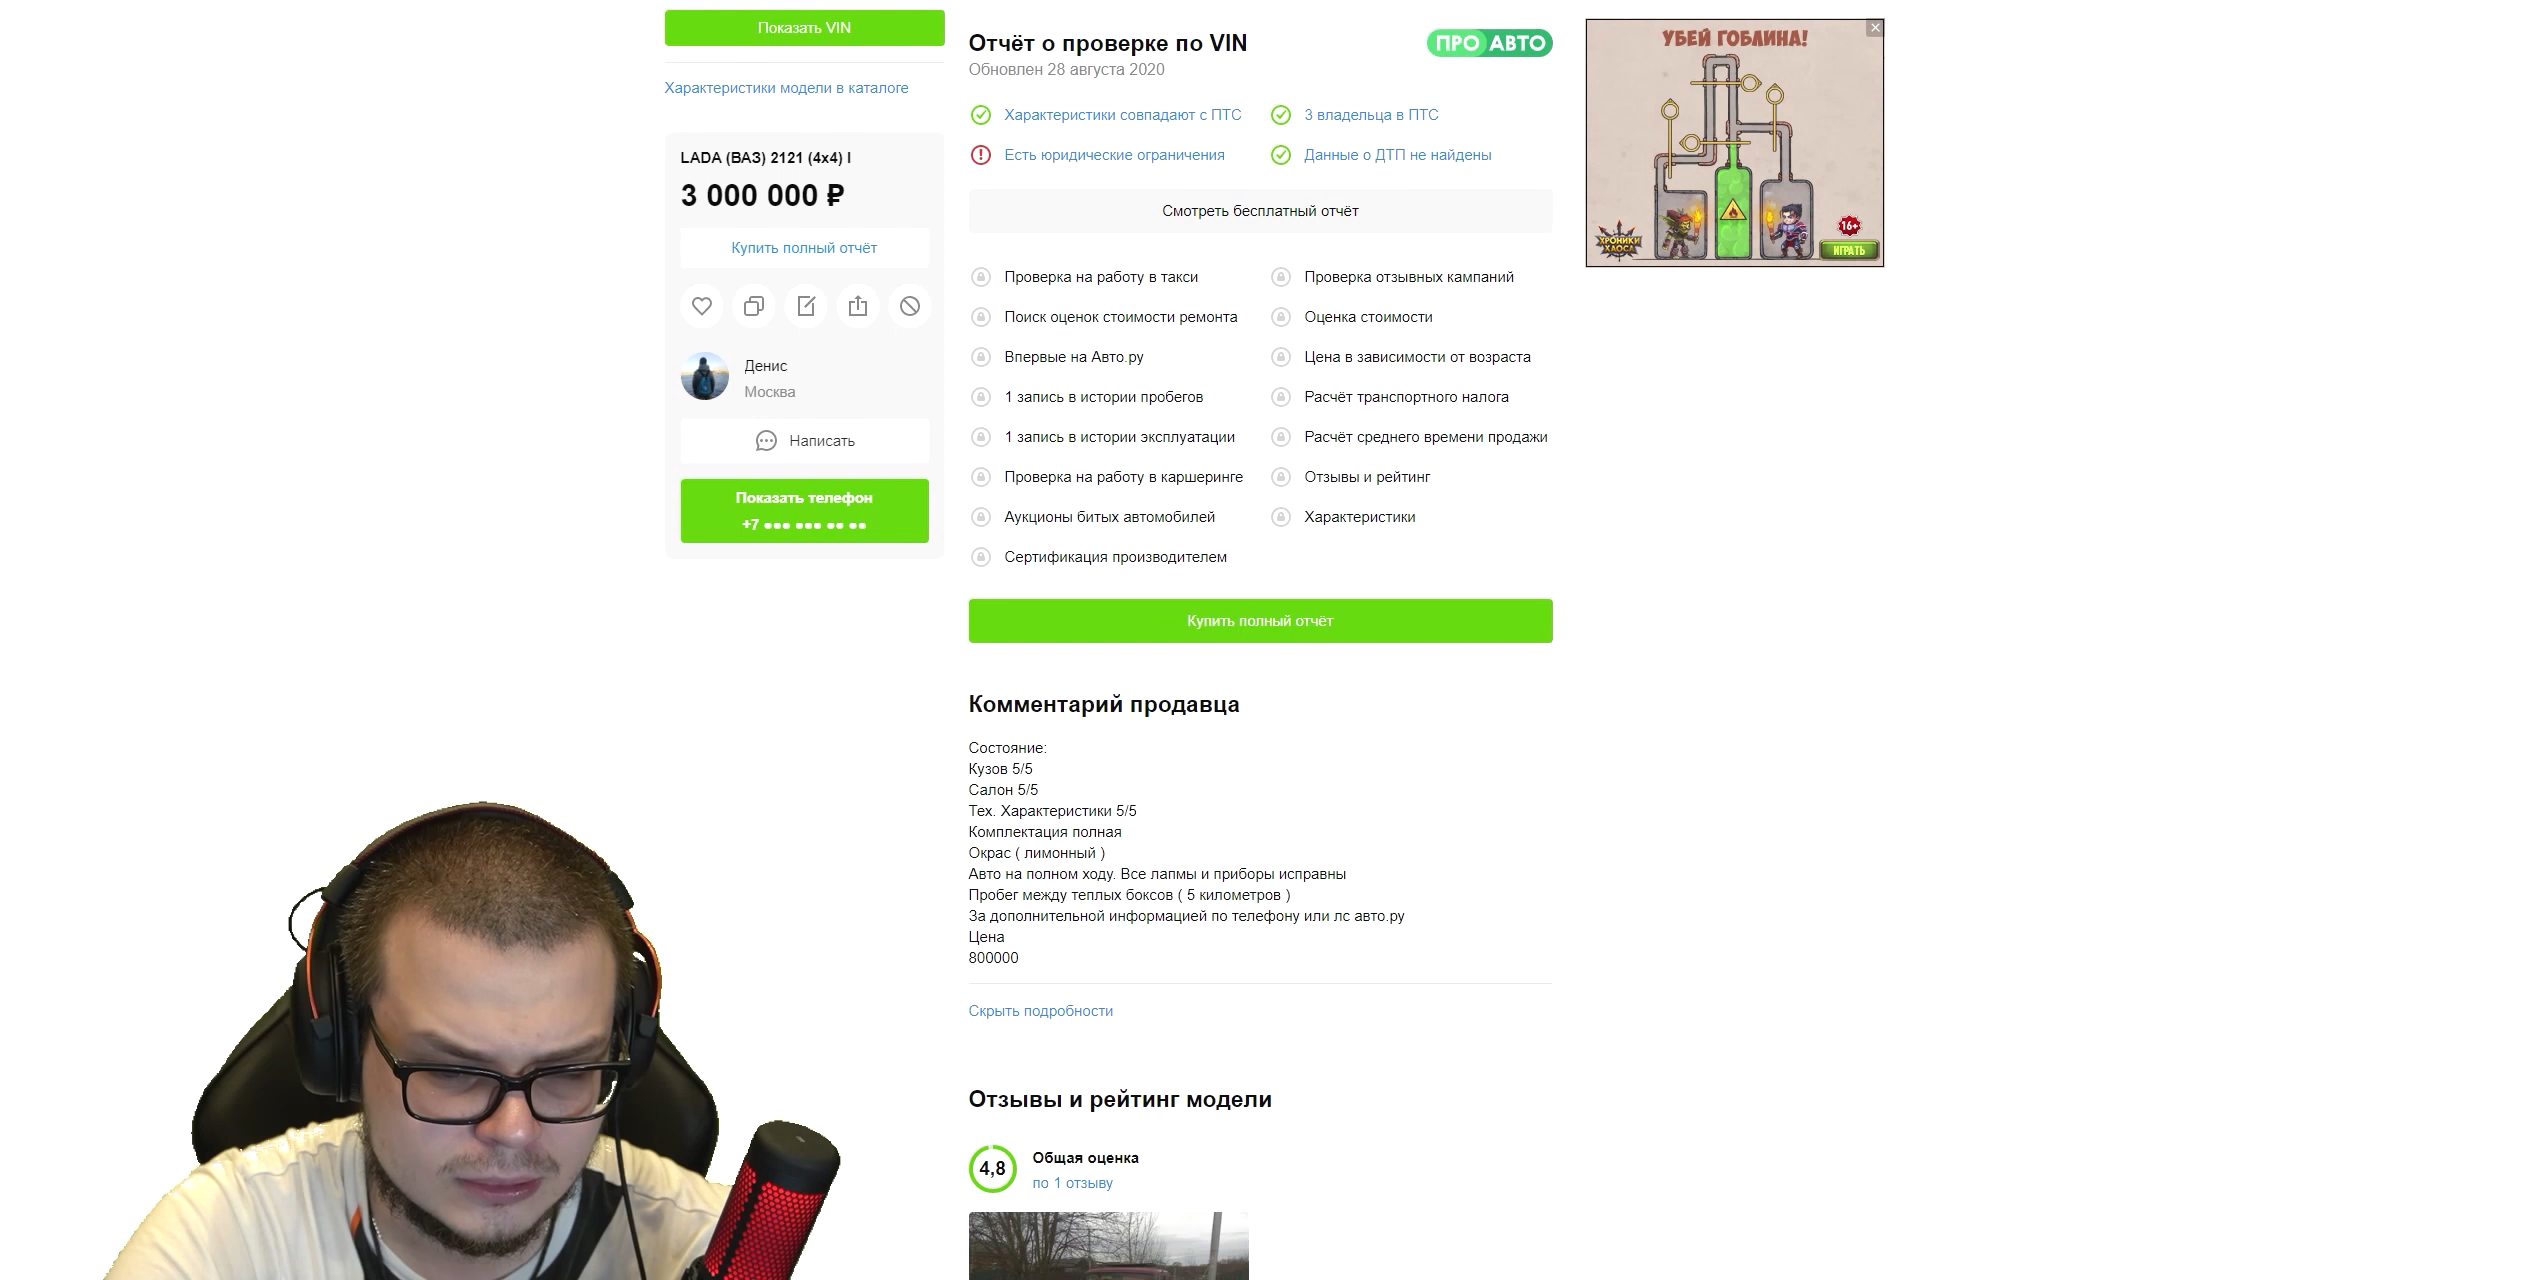 Показать VIN
Характеристики модели в каталоге
LADA (ВАЗ) 2121 (4x4) I
3 000 000 ₽
Купить полный отчёт
Денис
Москва
Написать
Показать телефон
+7 ●●● ●●● ●● ●●
Отчёт о проверке по VIN
ПРО АВТО
Обновлен 28 августа 2020
Характеристики совпадают с ПТС
3 владельца в ПТС
Есть юридические ограничения
Данные о ДТП не найдены
Смотреть бесплатный отчёт
Проверка на работу в такси
Проверка отзывных кампаний
Поиск оценок стоимости ремонта
Оценка стоимости
Впервые на Авто.ру
Цена в зависимости от возраста
1 запись в истории пробегов
Расчёт транспортного налога
1 запись в истории эксплуатации
Расчёт среднего времени продажи
Проверка на работу в каршеринге
Отзывы и рейтинг
Аукционы битых автомобилей
Характеристики
Сертификация производителем
Купить полный отчёт
Комментарий продавца
Состояние:
Кузов 5/5
Салон 5/5
Тех. Характеристики 5/5
Комплектация полная
Окрас ( лимонный )
Авто на полном ходу. Все лапмы и приборы исправны
Пробег между теплых боксов ( 5 километров )
За дополнительной информацией по телефону или лс авто.ру
Цена
800000
Скрыть подробности
Отзывы и рейтинг модели
4,8
Общая оценка
по 1 отзыву
УБЕЙ ГОБЛИНА!
ХРОНИКИ
ХАОСА
16+
ИГРАТЬ